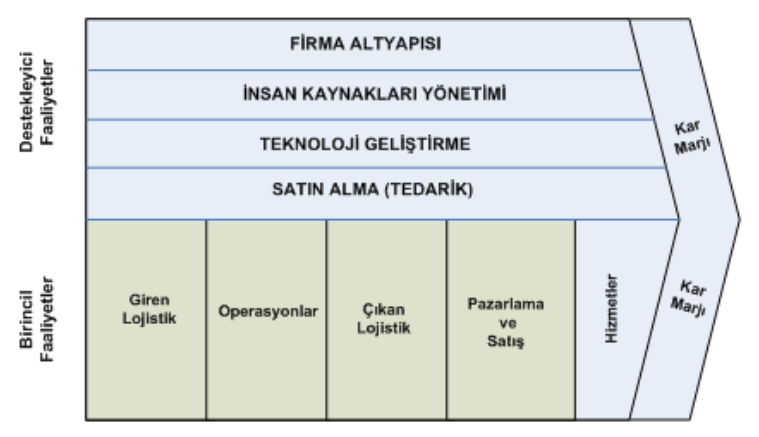 Destekleyici
Faaliyetler
FİRMA ALTYAPISI
İNSAN KAYNAKLARI YÖNETİMİ
TEKNOLOJİ GELİŞTİRME
SATIN ALMA (TEDARİK)
Kar
Marjı
Birincil
Faaliyetler
Giren
Lojistik
Operasyonlar
Çıkan
Lojistik
Pazarlama
ve
Satış
Hizmetler
Kar
Marjı